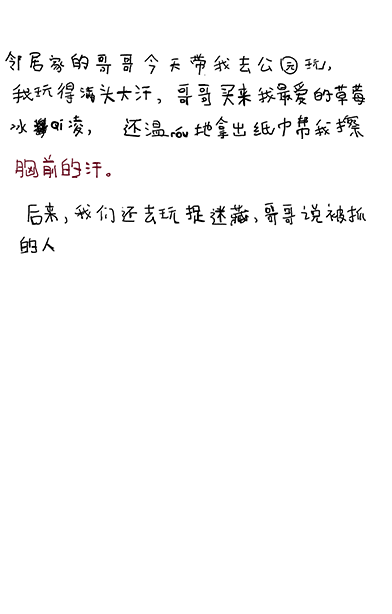 邻居家的哥哥今天带我去公园玩,
我玩得满头大汗,哥哥买来我最爱的草莓
冰qi凌, 还温róu地拿出纸巾帮我擦
胸前的汗。
后来,我们还去玩捉迷藏,哥哥说被抓
的人